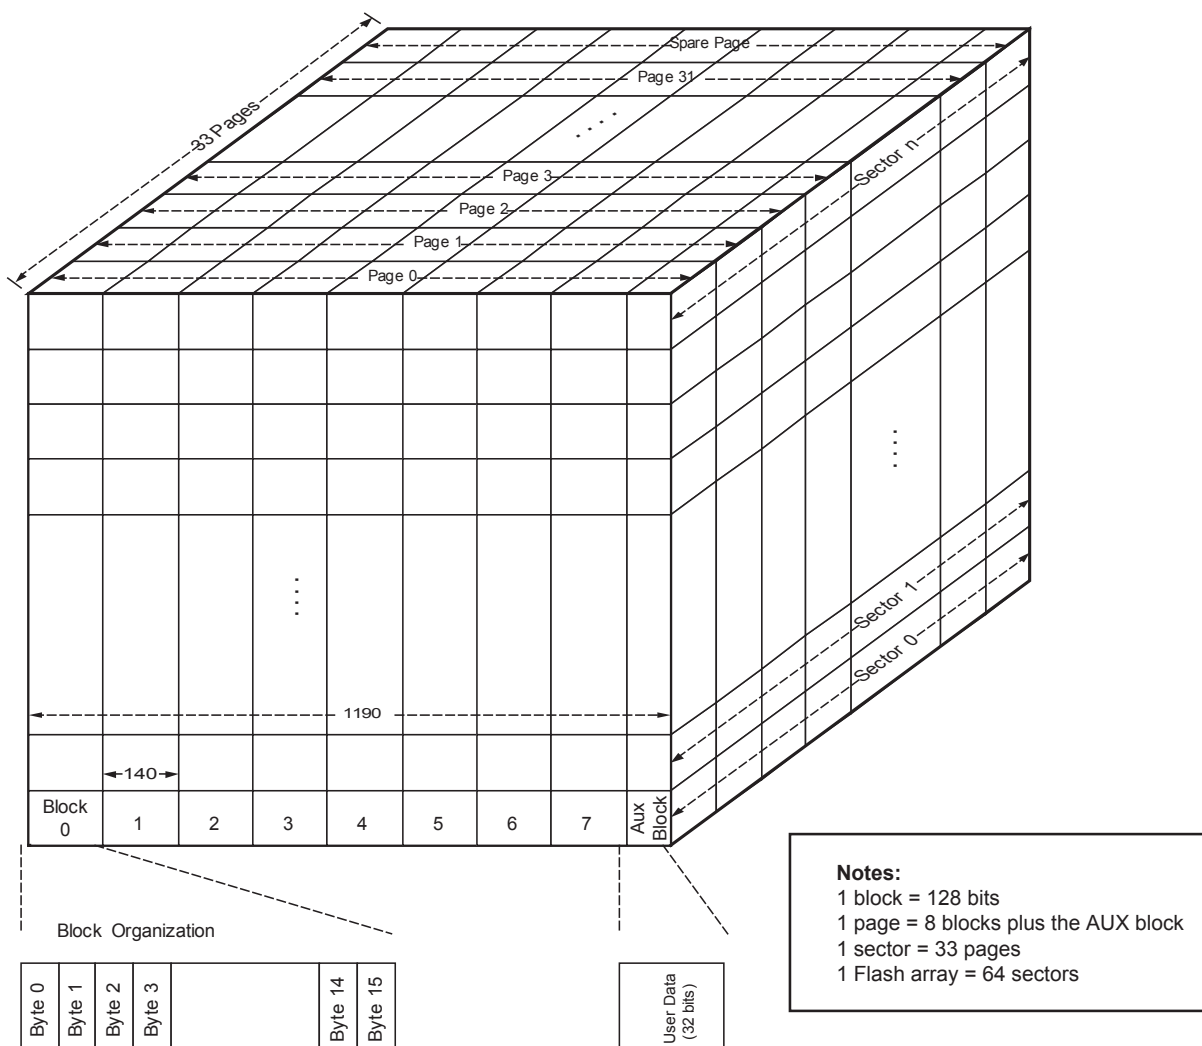 Spare Page
Page 31
33 Pages
. . . .
Page 3
Page 2
Page 1
Page 0
Sector n
. . . .
. . . .
Sector 1
Sector 0
1190
140
Block
0
1
2
3
4
5
6
7
Aux
Block
Block Organization
Byte 0
Byte 1
Byte 2
Byte 3
Byte 14
Byte 15
User Data
(32 bits)
Notes:
1 block = 128 bits
1 page = 8 blocks plus the AUX block
1 sector = 33 pages
1 Flash array = 64 sectors